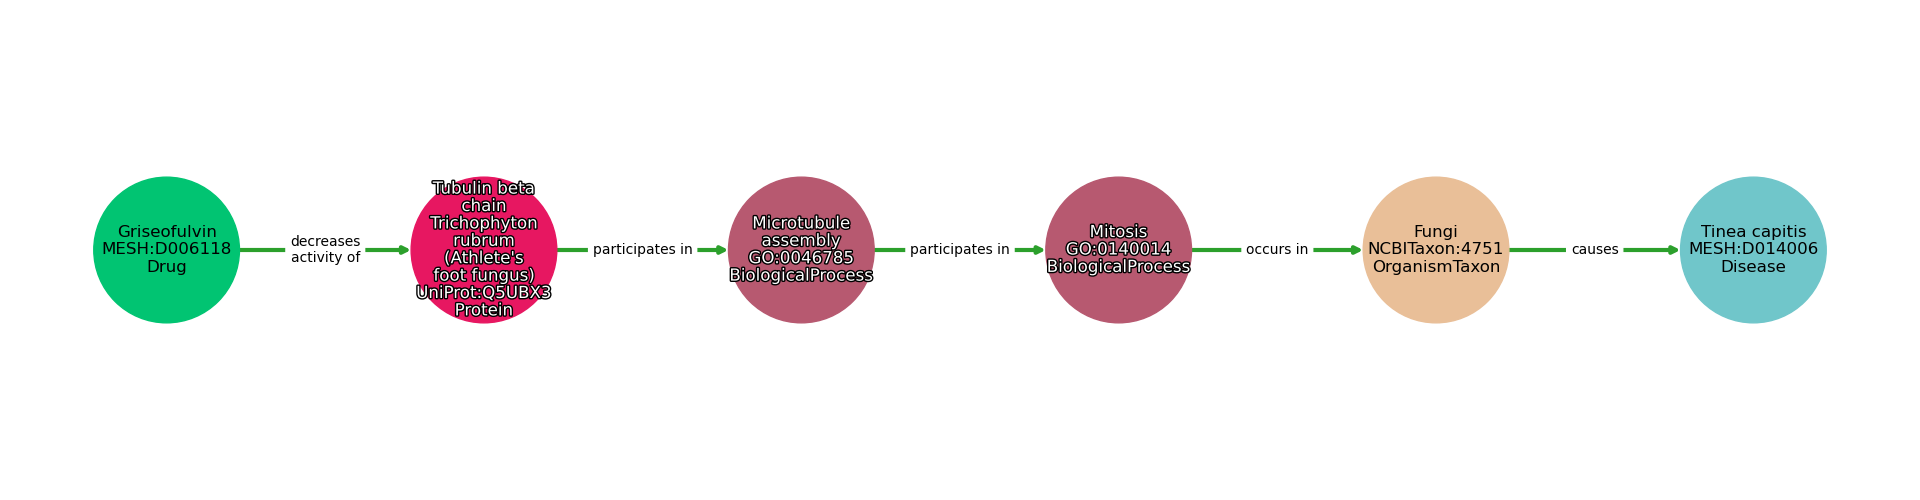 Griseofulvin
MESH:D006118
Drug
decreases
activity of
Tubulin beta
chain
Trichophyton
rubrum
(Athlete's
foot fungus)
UniProt:Q5UBX3
Protein
participates in
Microtubule
assembly
GO:0046785
BiologicalProcess
participates in
Mitosis
GO:0140014
BiologicalProcess
occurs in
Fungi
NCBITaxon:4751
OrganismTaxon
causes
Tinea capitis
MESH:D014006
Disease